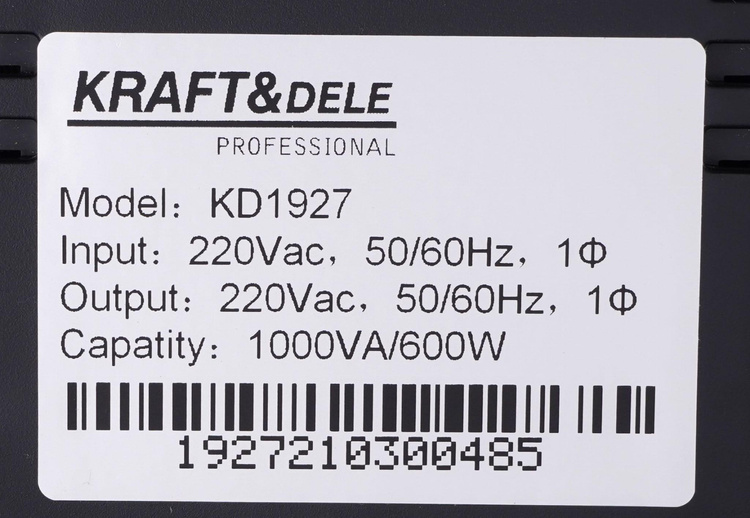 KRAFT&DELE
PROFESSIONAL
Model: KD1927
Input: 220Vac, 50/60Hz, 1Φ
Output: 220Vac, 50/60Hz, 1Φ
Capatity: 1000VA/600W
1927210300485